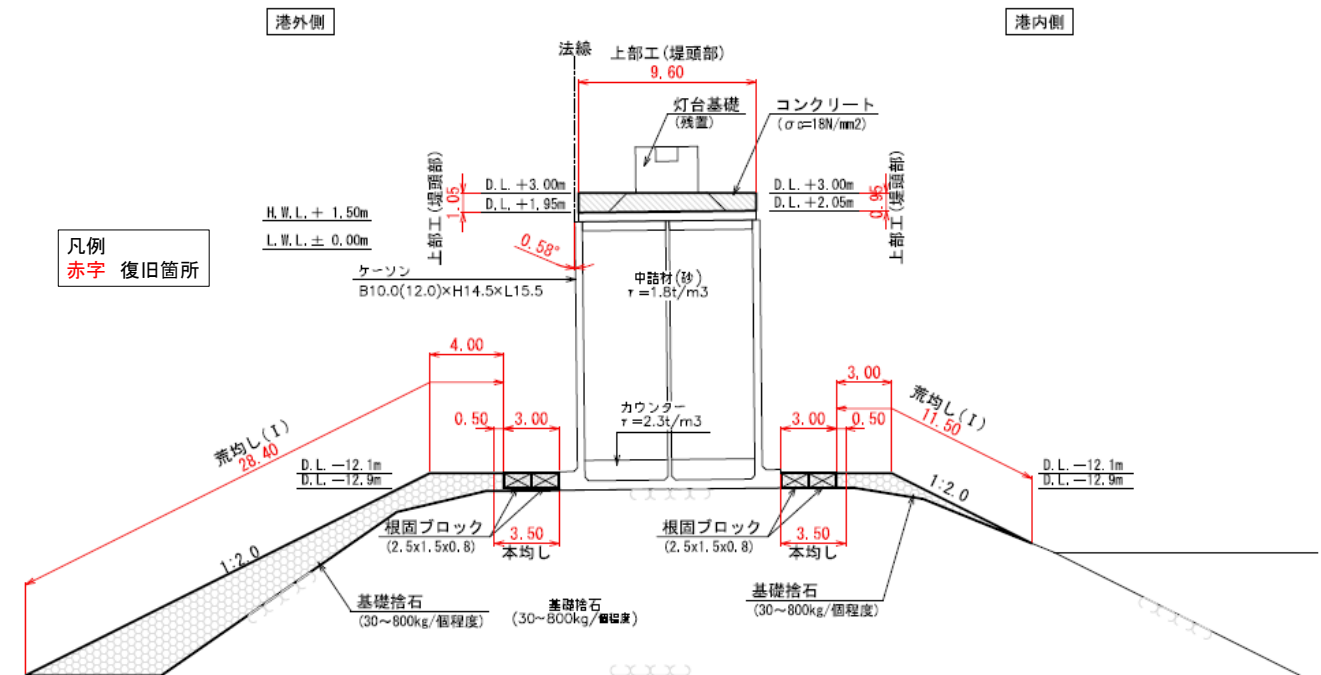 港外側
港内側
法線
上部工(堤頭部)
9.60
灯台基礎
(残置)
コンクリート
(σc=18N/mm2)
上部工(堤頭部)
1.05
D.L.+3.00m
D.L.+1.95m
D.L.+3.00m
D.L.+2.05m
0.95
上部工(堤頭部)
H.W.L.+ 1.50m
L.W.L.± 0.00m
凡例
赤字 復旧箇所
0.58°
ケーソン
B10.0(12.0)×H14.5×L15.5
中詰材(砂)
γ=1.8t/m3
4.00
3.00
荒均し(I)
28.40
0.50
3.00
カウンター
γ=2.3t/m3
3.00
0.50
荒均し(I)
11.50
D.L.-12.1m
D.L.-12.9m
D.L.-12.1m
D.L.-12.9m
1:2.0
1:2.0
根固ブロック
(2.5x1.5x0.8)
3.50
本均し
根固ブロック
(2.5x1.5x0.8)
3.50
本均し
基礎捨石
(30~800kg/個程度)
基礎捨石
(30~800kg/個程度)
基礎捨石
(30~800kg/個程度)